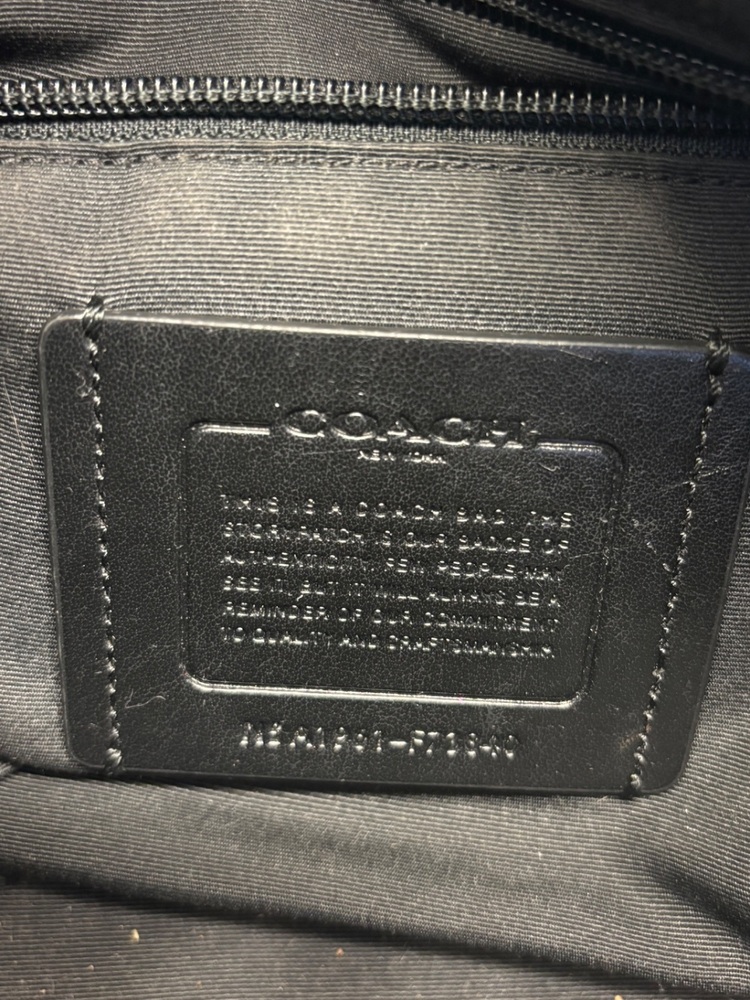 COACH
NEW YORK
THIS IS A COACH BAG. THE
STORYPATCH IS OUR BADGE OF
AUTHENTICITY. FEW PEOPLE MAY
SEE IT, BUT IT WILL ALWAYS BE A
REMINDER OF OUR COMMITMENT
TO QUALITY AND CRAFTSMANSHIP.